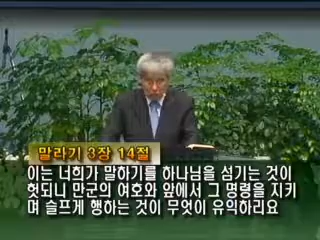 말라기 3장 14절
이는 너희가 말하기를 하나님을 섬기는 것이
헛되니 만군의 여호와 앞에서 그 명령을 지키
며 슬프게 행하는 것이 무엇이 유익하리요